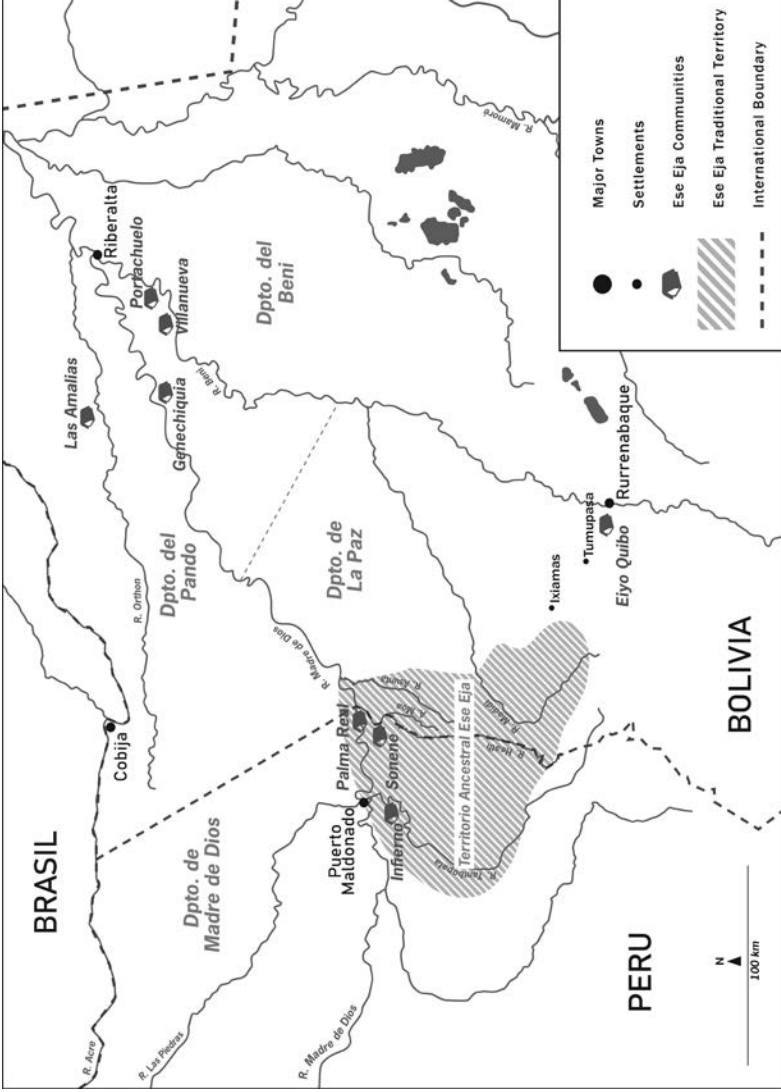 BRASIL
PERU
BOLIVIA
Dpto. de
Madre de Dios
Dpto. del
Pando
Dpto. del
Beni
Dpto. de
La Paz
R. Acre
R. Las Piedras
R. Madre de Dios
Cobija
R. Orthon
Las Amalias
Riberalta
Portachuelo
Villanueva
Genechiquia
R. Beni
R. Mamoré
R. Madre de Dios
Puerto
Maldonado
Palma Real
Sonene
Infierno
R. Asunta
R. Moa
R. Heath
R. Madidi
R. Tambopata
Territorio Ancestral Ese Eja
Ixiamas
Tumupasa
Eiyo Quibo
Rurrenabaque
N
100 km
Major Towns
Settlements
Ese Eja Communities
Ese Eja Traditional Territory
International Boundary